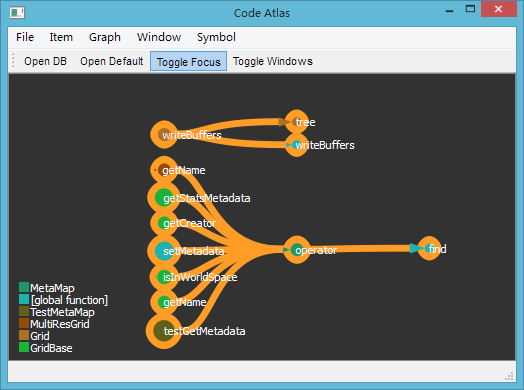 Code Atlas
File Item Graph Window Symbol
Open DB Open Default Toggle Focus Toggle Windows
tree
writeBuffers
writeBuffers
getName
getStatsMetadata
getCreator
setMetadata
operator
find
isInWorldSpace
getName
testGetMetadata
MetaMap
[global function]
TestMetaMap
MultiResGrid
Grid
GridBase